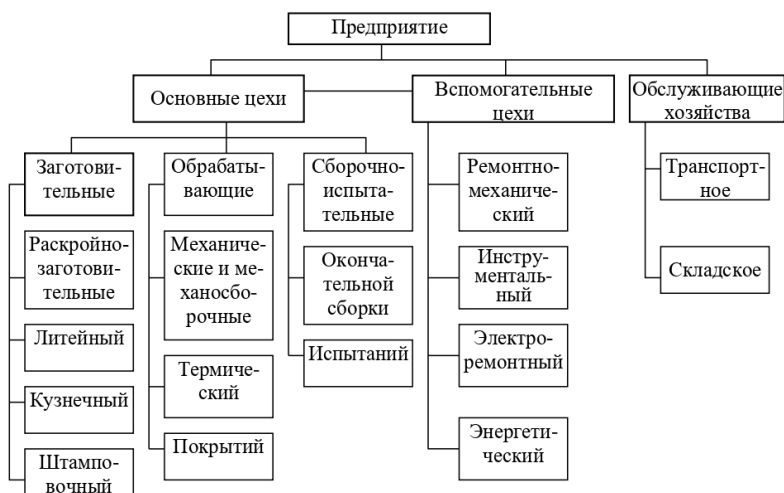 Предприятие
Основные цехи
Вспомогательные
цехи
Обслуживающие
хозяйства
Заготови-
тельные
Раскройно-
заготови-
тельные
Литейный
Кузнечный
Штампо-
вочный
Обрабаты-
вающие
Механиче-
ские и ме-
ханосбо-
рочные
Термиче-
ский
Покрытий
Сборочно-
испыта-
тельные
Оконча-
тельной
сборки
Испытаний
Ремонтно-
механиче-
ский
Инстру-
менталь-
ный
Электро-
ремонтный
Энергети-
ческий
Транспорт-
ное
Складское